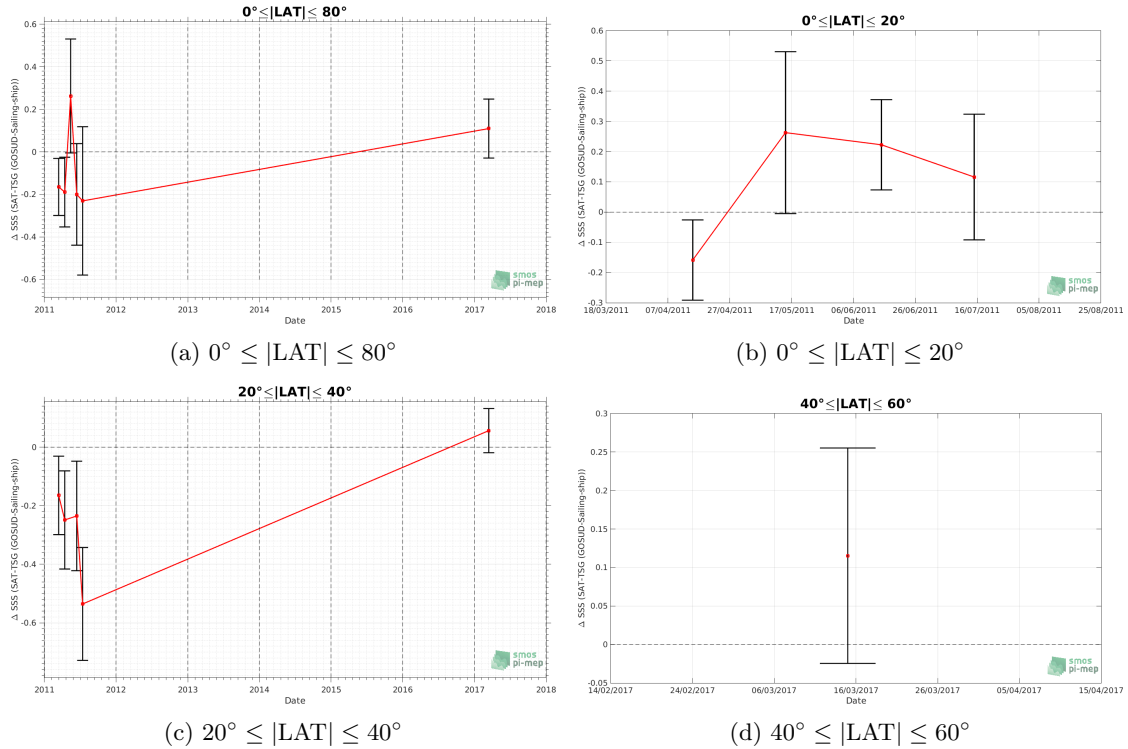 0°≤|LAT|≤ 80°
Δ SSS (SAT-TSG (GOSUD-Sailing-ship))
0.6
0.4
0.2
0
-0.2
-0.4
-0.6
2011 2012 2013 2014 2015 2016 2017 2018
Date
smos
pi-mep
(a) 0° ≤ |LAT| ≤ 80°
0°≤|LAT|≤ 20°
Δ SSS (SAT-TSG (GOSUD-Sailing-ship))
0.6
0.5
0.4
0.3
0.2
0.1
0
-0.1
-0.2
-0.3
18/03/2011 07/04/2011 27/04/2011 17/05/2011 06/06/2011 26/06/2011 16/07/2011 05/08/2011 25/08/2011
Date
smos
pi-mep
(b) 0° ≤ |LAT| ≤ 20°
20°≤|LAT|≤ 40°
Δ SSS (SAT-TSG (GOSUD-Sailing-ship))
0
-0.2
-0.4
-0.6
2011 2012 2013 2014 2015 2016 2017 2018
Date
smos
pi-mep
(c) 20° ≤ |LAT| ≤ 40°
40°≤|LAT|≤ 60°
Δ SSS (SAT-TSG (GOSUD-Sailing-ship))
0.3
0.25
0.2
0.15
0.1
0.05
0
-0.05
14/02/2017 24/02/2017 06/03/2017 16/03/2017 26/03/2017 05/04/2017 15/04/2017
Date
smos
pi-mep
(d) 40° ≤ |LAT| ≤ 60°